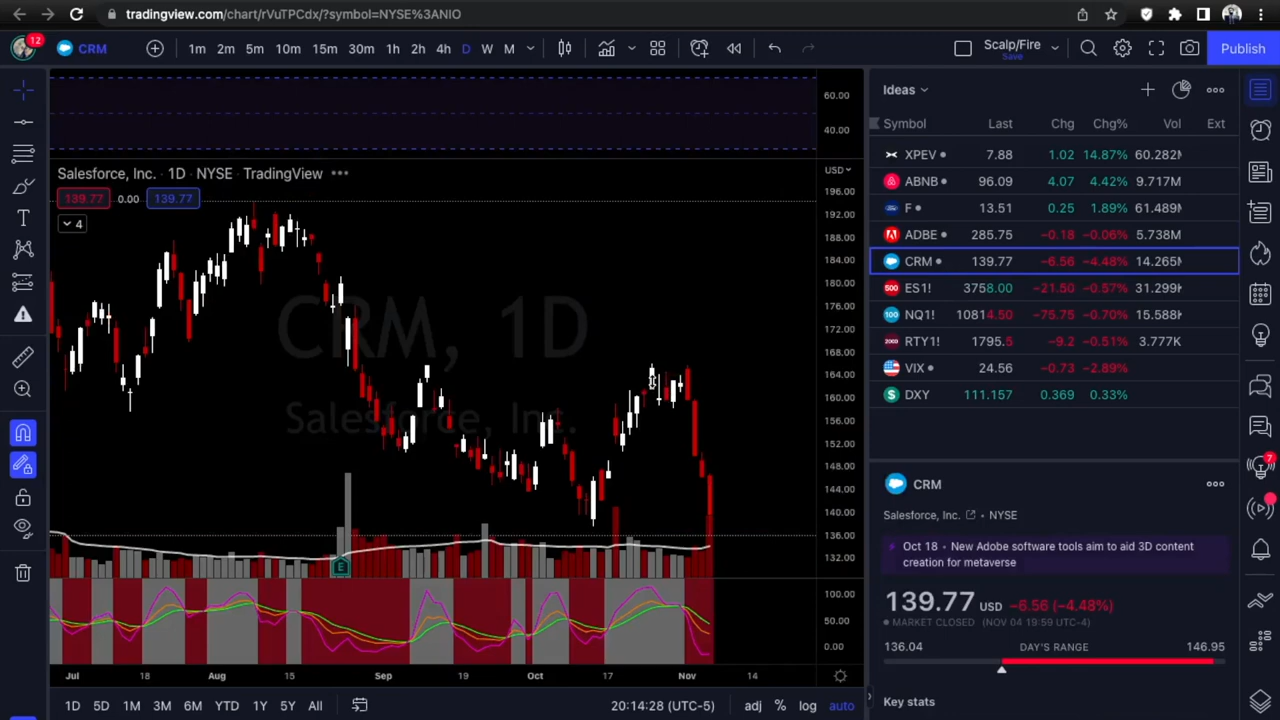 tradingview.com/chart/rVuTPCdx/?symbol=NYSE%3ANIO
12 CRM 1m 2m 5m 10m 15m 30m 1h 2h 4h D W M Scalp/Fire Save Publish
Ideas
Symbol Last Chg Chg% Vol Ext
XPEV 7.88 1.02 14.87% 60.282M
ABNB 96.09 4.07 4.42% 9.717M
F 13.51 0.25 1.89% 61.489M
ADBE 285.75 −0.18 −0.06% 5.738M
CRM 139.77 −6.56 −4.48% 14.265M
ES1! 3758.00 −21.50 −0.57% 31.299K
NQ1! 10814.50 −75.75 −0.70% 15.588K
RTY1! 1795.5 −9.2 −0.51% 3.777K
VIX 24.56 −0.73 −2.89%
DXY 111.157 0.369 0.33%
60.00
40.00
Salesforce, Inc. • 1D • NYSE • TradingView •••
139.77 0.00 139.77
4
USD
196.00
192.00
188.00
184.00
180.00
176.00
172.00
168.00
164.00
160.00
156.00
152.00
148.00
144.00
140.00
136.00
132.00
CRM, 1D
Salesforce, Inc.
E
100.00
50.00
0.00
Jul 18 Aug 15 Sep 19 Oct 17 Nov 14
1D 5D 1M 3M 6M YTD 1Y 5Y All 20:14:28 (UTC-5) adj % log auto
CRM
Salesforce, Inc. • NYSE
Oct 18 • New Adobe software tools aim to aid 3D content
creation for metaverse
139.77 USD −6.56 (−4.48%)
MARKET CLOSED (NOV 04 19:59 UTC-4)
136.04 DAY'S RANGE 146.95
Key stats
7